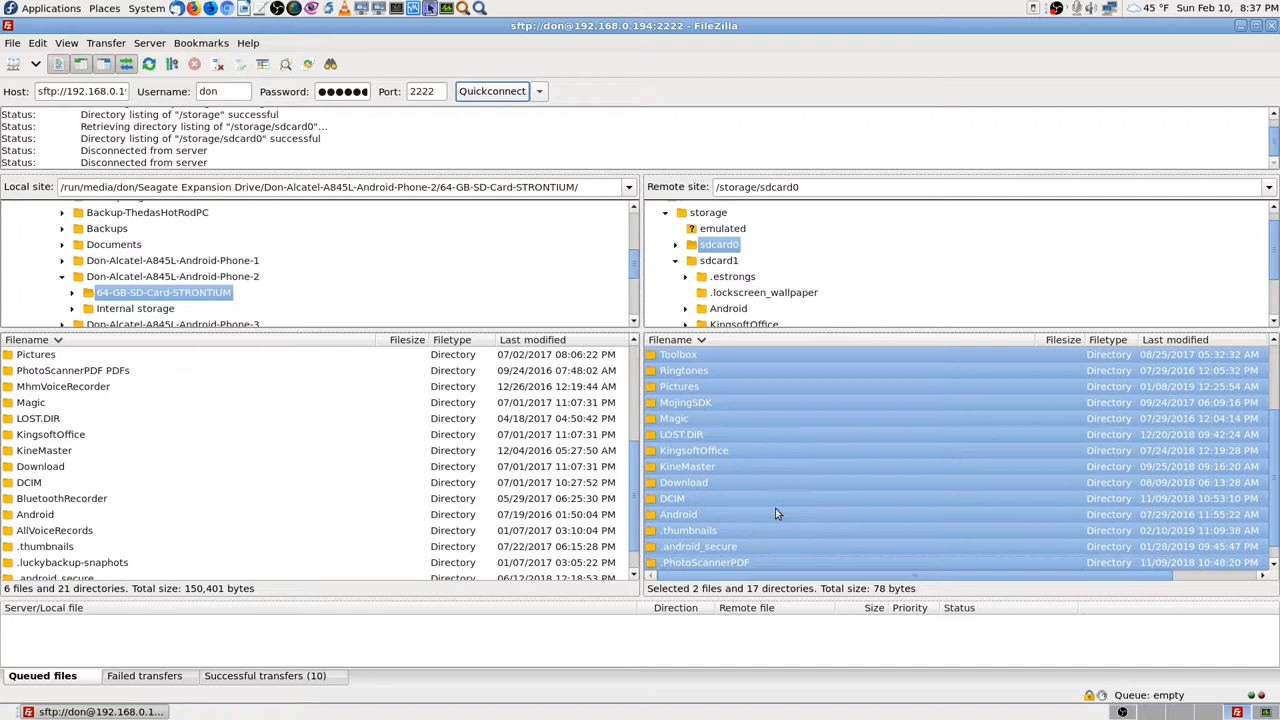 Applications Places System 45 °F Sun Feb 10, 8:37 PM
sftp://don@192.168.0.194:2222 - FileZilla
File Edit View Transfer Server Bookmarks Help
Host: sftp://192.168.0.1 Username: don Password: ●●●●●● Port: 2222 Quickconnect
Status: Directory listing of "/storage" successful
Status: Retrieving directory listing of "/storage/sdcard0"...
Status: Directory listing of "/storage/sdcard0" successful
Status: Disconnected from server
Status: Disconnected from server
Local site: /run/media/don/Seagate Expansion Drive/Don-Alcatel-A845L-Android-Phone-2/64-GB-SD-Card-STRONTIUM/
Backup-ThedasHotRodPC
Backups
Documents
Don-Alcatel-A845L-Android-Phone-1
Don-Alcatel-A845L-Android-Phone-2
64-GB-SD-Card-STRONTIUM
Internal storage
Don-Alcatel-A845L-Android-Phone-3
Remote site: /storage/sdcard0
storage
emulated
sdcard0
sdcard1
.estrongs
.lockscreen_wallpaper
Android
KingsoftOffice
Filename Filesize Filetype Last modified
Pictures Directory 07/02/2017 08:06:22 PM
PhotoScannerPDF PDFs Directory 09/24/2016 07:48:02 AM
MhmVoiceRecorder Directory 12/26/2016 12:19:44 AM
Magic Directory 07/01/2017 11:07:31 PM
LOST.DIR Directory 04/18/2017 04:50:42 PM
KingsoftOffice Directory 07/01/2017 11:07:31 PM
KineMaster Directory 12/04/2016 05:27:50 AM
Download Directory 07/01/2017 11:07:31 PM
DCIM Directory 07/01/2017 10:27:52 PM
BluetoothRecorder Directory 05/29/2017 06:25:30 PM
Android Directory 07/19/2016 01:50:04 PM
AllVoiceRecords Directory 01/07/2017 03:10:04 PM
.thumbnails Directory 07/22/2017 06:15:28 PM
.luckybackup-snapshots Directory 01/07/2017 03:05:22 PM
.android_secure Directory 06/12/2018 12:18:53 PM
6 files and 21 directories. Total size: 150,401 bytes
Filename Filesize Filetype Last modified
Toolbox Directory 08/25/2017 05:32:32 AM
Ringtones Directory 07/29/2016 12:05:32 PM
Pictures Directory 01/08/2019 12:25:54 AM
MojingSDK Directory 09/24/2017 06:09:16 PM
Magic Directory 07/29/2016 12:04:14 PM
LOST.DIR Directory 12/20/2018 09:42:24 AM
KingsoftOffice Directory 07/24/2018 12:19:28 PM
KineMaster Directory 09/25/2018 09:16:20 AM
Download Directory 08/09/2018 06:13:28 AM
DCIM Directory 11/09/2018 10:53:10 PM
Android Directory 07/29/2016 11:55:22 AM
.thumbnails Directory 02/10/2019 11:09:38 AM
.android_secure Directory 01/28/2019 09:45:47 PM
.PhotoScannerPDF Directory 11/09/2018 10:48:20 PM
Selected 2 files and 17 directories. Total size: 78 bytes
Server/Local file Direction Remote file Size Priority Status
Queued files Failed transfers Successful transfers (10)
Queue: empty
sftp://don@192.168.0.1...